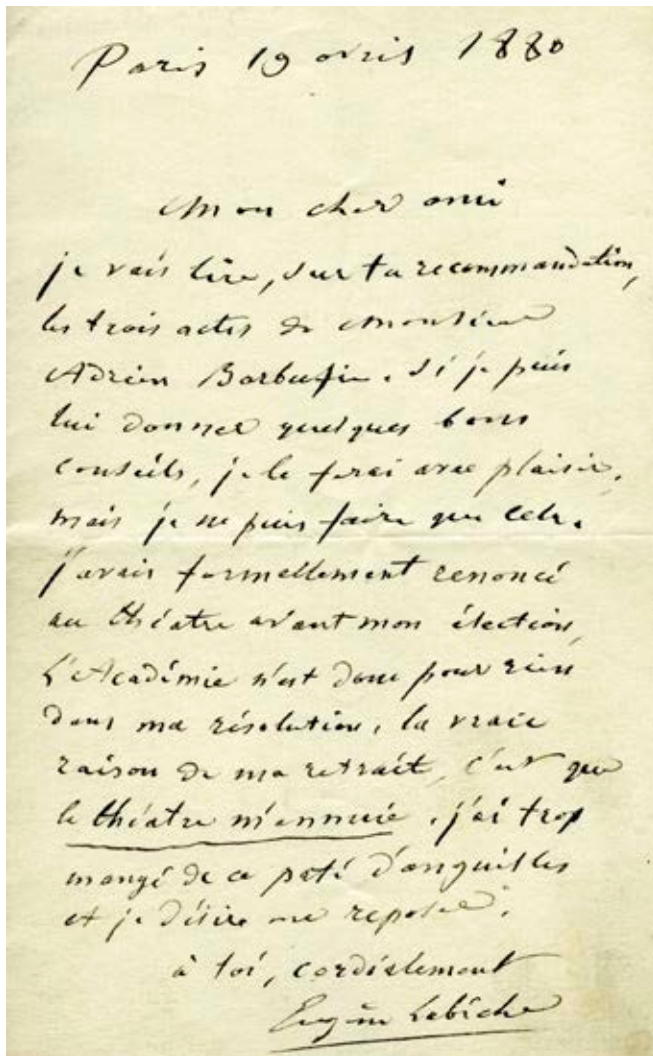 Paris 19 avril 1880
Mon cher ami
je vais lire, sur ta recommandation,
les trois actes de Monsieur
Adrien Barbusse. Si je puis
lui donner quelques bons
conseils, je le ferai avec plaisir,
mais je ne puis faire que cela.
j'avais formellement renoncé
au théatre avant mon élection,
L'Académie n'est donc pour rien
dans ma résolution, la vraie
raison de ma retrait, c'est que
le théatre m'ennuie. j'ai trop
mangé de ce paté d'anguilles
et je désire me reposer.
à toi, cordialement
Eugène Labiche